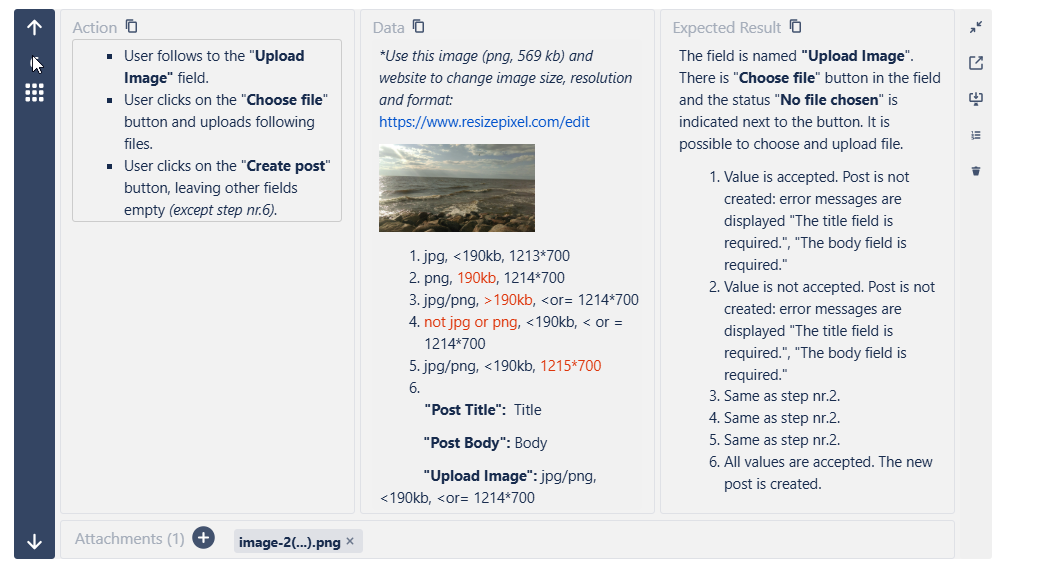 Action
User follows to the "Upload
Image" field.
User clicks on the "Choose file"
button and uploads following
files.
User clicks on the "Create post"
button, leaving other fields
empty (except step nr.6).
Data
*Use this image (png, 569 kb) and
website to change image size, resolution
and format:
https://www.resizepixel.com/edit
1. jpg, <190kb, 1213*700
2. png, 190kb, 1214*700
3. jpg/png, >190kb, <or= 1214*700
4. not jpg or png, <190kb, < or =
1214*700
5. jpg/png, <190kb, 1215*700
6.
"Post Title": Title
"Post Body": Body
"Upload Image": jpg/png,
<190kb, <or= 1214*700
Expected Result
The field is named "Upload Image".
There is "Choose file" button in the field
and the status "No file chosen" is
indicated next to the button. It is
possible to choose and upload file.
1. Value is accepted. Post is not
created: error messages are
displayed "The title field is
required.", "The body field is
required."
2. Value is not accepted. Post is not
created: error messages are
displayed "The title field is
required.", "The body field is
required."
3. Same as step nr.2.
4. Same as step nr.2.
5. Same as step nr.2.
6. All values are accepted. The new
post is created.
Attachments (1)
image-2(...).png ×